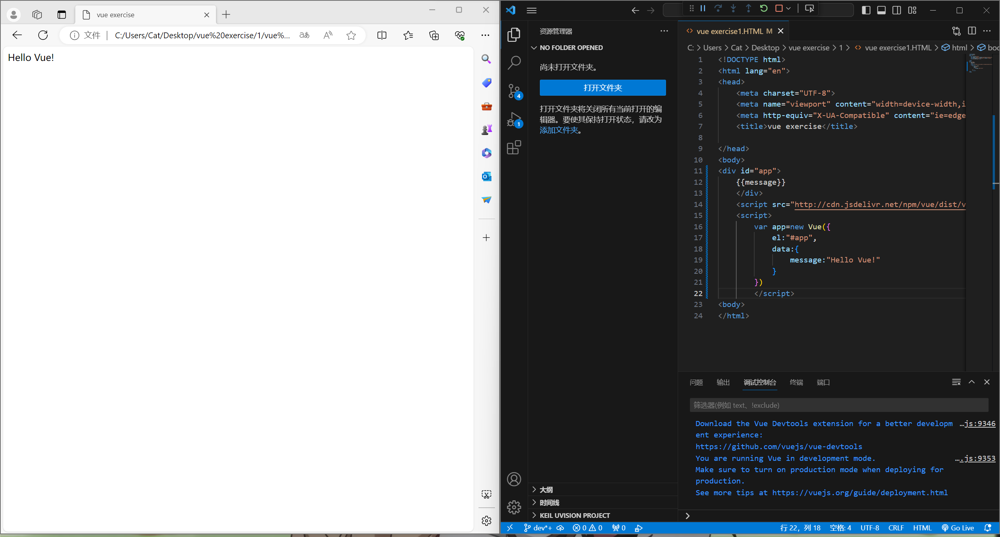 vue exercise
文件
C:/Users/Cat/Desktop/vue%20exercise/1/vue%...
Hello Vue!
资源管理器
NO FOLDER OPENED
尚未打开文件夹。
打开文件夹
打开文件夹将关闭所有当前打开的编
辑器。要使其保持打开状态，请改为
添加文件夹。
大纲
时间线
KEIL UVISION PROJECT
4
1
vue exercise1.HTML M
C: > Users > Cat > Desktop > vue exercise > 1 > <> vue exercise1.HTML > html > boc
1 <!DOCTYPE html>
2 <html lang="en">
3 <head>
4 <meta charset="UTF-8">
5 <meta name="viewport" content="width=device-width,i
6 <meta http-equiv="X-UA-Compatible" content="ie=edge
7 <title>vue exercise</title>
8
9 </head>
10 <body>
11 <div id="app">
12 {{message}}
13 </div>
14 <script src="http://cdn.jsdelivr.net/npm/vue/dist/v
15 <script>
16 var app=new Vue({
17 el:"#app",
18 data:{
19 message:"Hello Vue!"
20 }
21 })
22 </script>
23 <body>
24 </html>
问题 输出 调试控制台 终端 端口
筛选器(例如 text、!exclude)
Download the Vue Devtools extension for a better developm …js:9346
ent experience:
https://github.com/vuejs/vue-devtools
You are running Vue in development mode. ….js:9353
Make sure to turn on production mode when deploying for
production.
See more tips at https://vuejs.org/guide/deployment.html
dev*+ 0 0 0 行 22，列 18 空格: 4 UTF-8 CRLF HTML Go Live